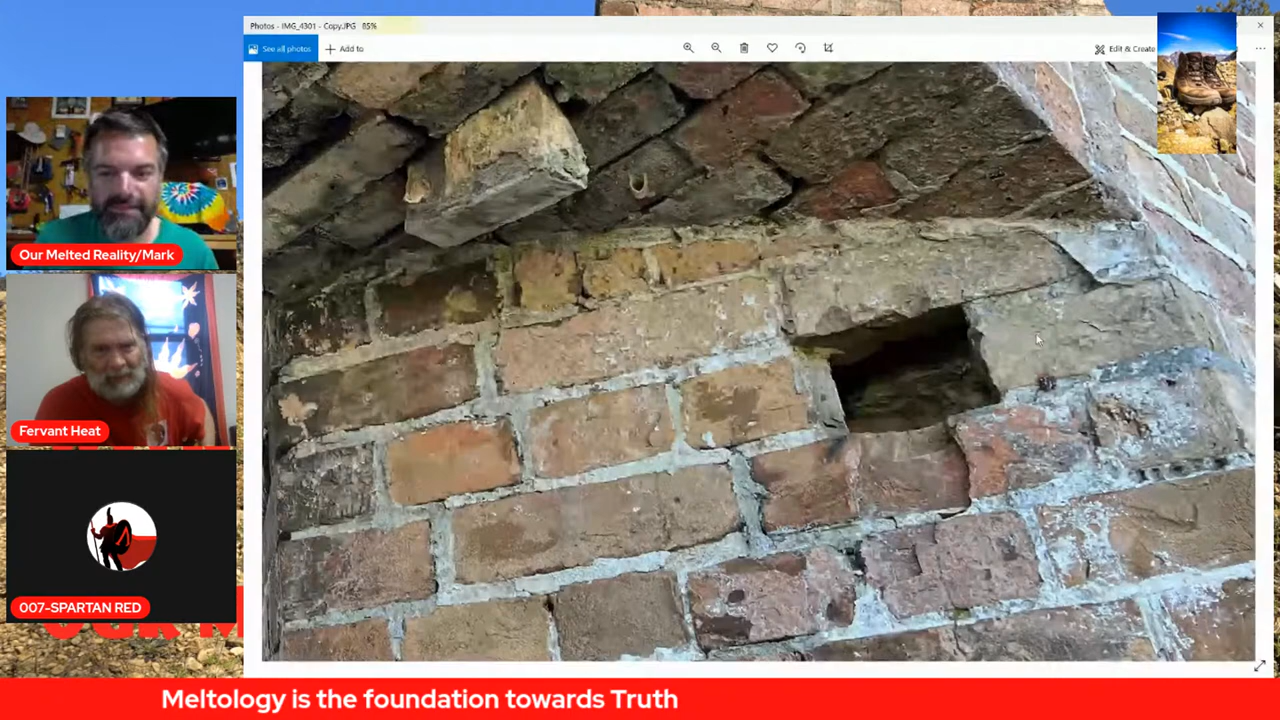 Photos - IMG_4301 - Copy.JPG 85%
See all photos
Add to
Edit & Create
Our Melted Reality/Mark
Fervant Heat
007-SPARTAN RED
Meltology is the foundation towards Truth